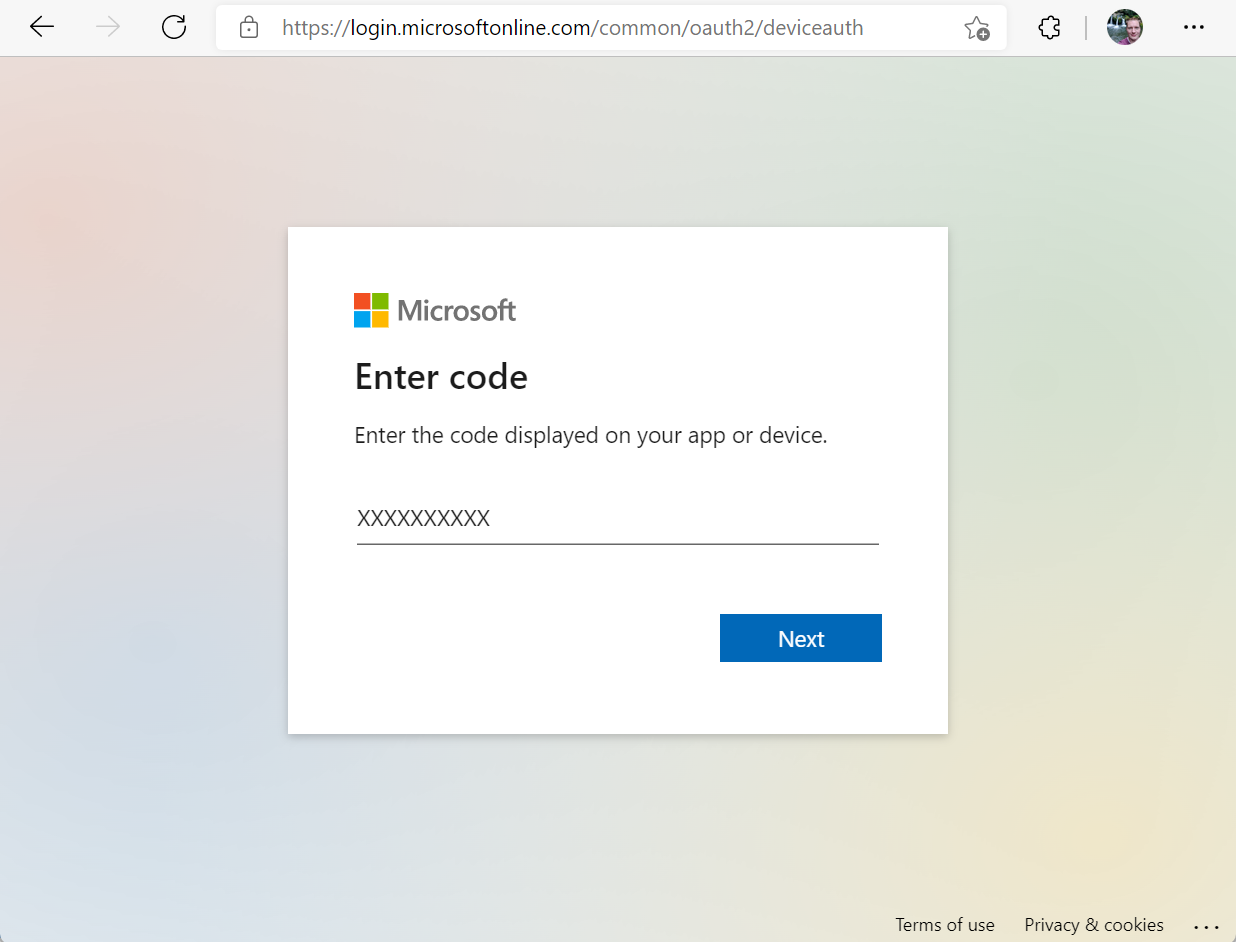 https://login.microsoftonline.com/common/oauth2/deviceauth
Microsoft
Enter code
Enter the code displayed on your app or device.
XXXXXXXXXX
Next
Terms of use Privacy & cookies ...